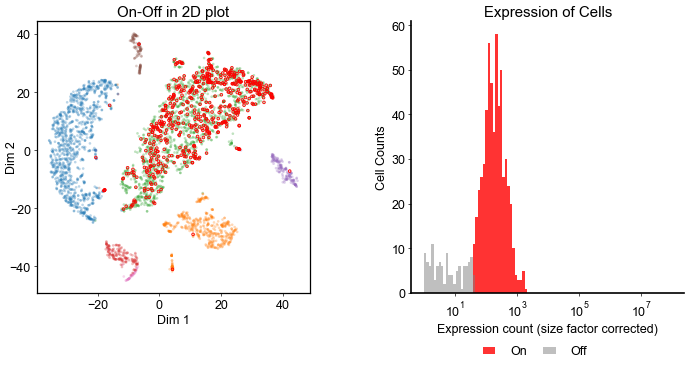 On-Off in 2D plot
40
20
0
−20
−40
Dim 2
−20
0
20
40
Dim 1
Expression of Cells
60
50
40
30
20
10
0
Cell Counts
10^1
10^3
10^5
10^7
Expression count (size factor corrected)
On
Off